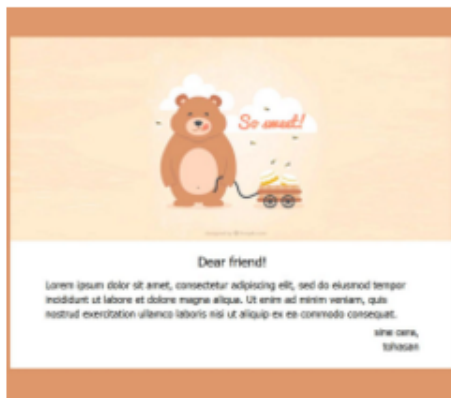 So sweet!
Dear friend!
Lorem ipsum dolor sit amet, consectetur adipiscing elit, sed do eiusmod tempor
incididunt ut labore et dolore magna aliqua. Ut enim ad minim veniam, quis
nostrud exercitation ullamco laboris nisi ut aliquip ex ea commodo consequat.
sine cera,
tohasan